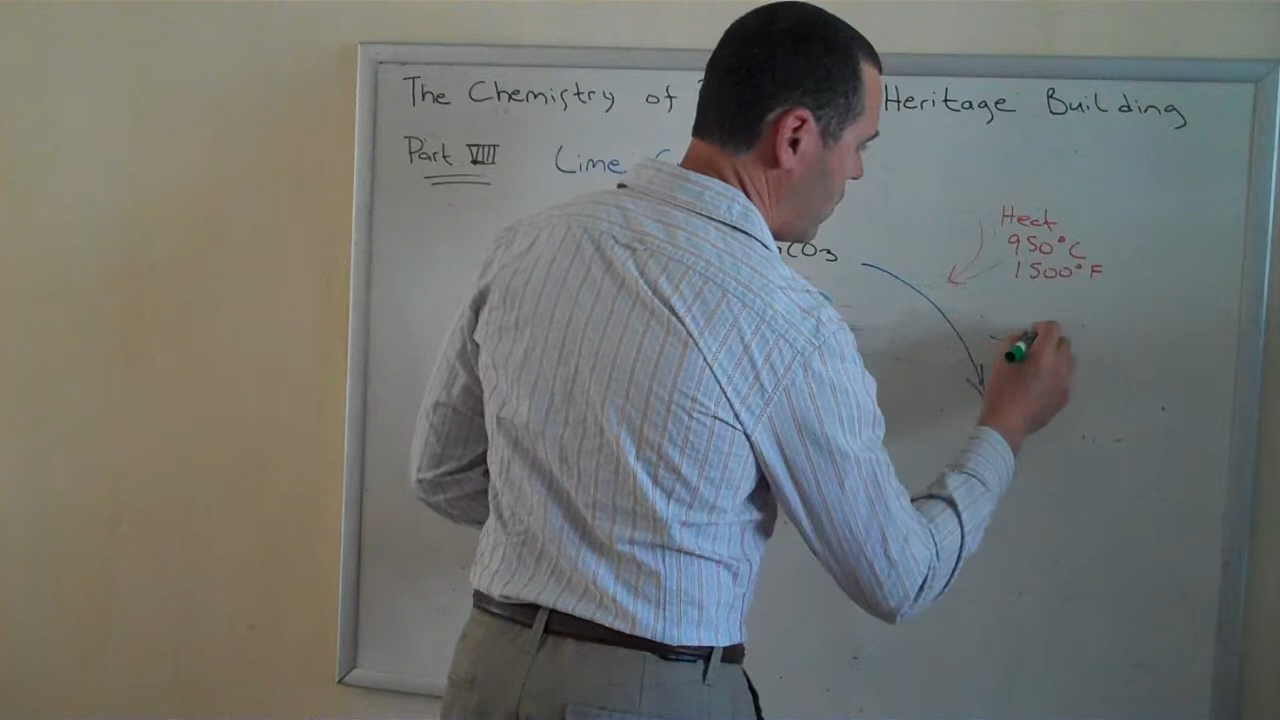 The Chemistry of Heritage Building
Part VIII Lime
CO3
Heat
950°C
1500°F